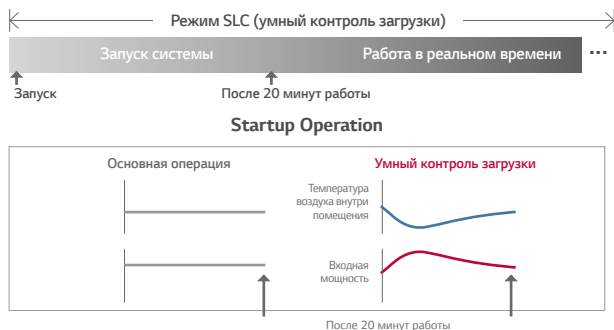 Режим SLC (умный контроль загрузки)
Запуск системы
Работа в реальном времени
...
Запуск
После 20 минут работы
Startup Operation
Основная операция
Умный контроль загрузки
Температура
воздуха внутри
помещения
Входная
мощность
После 20 минут работы